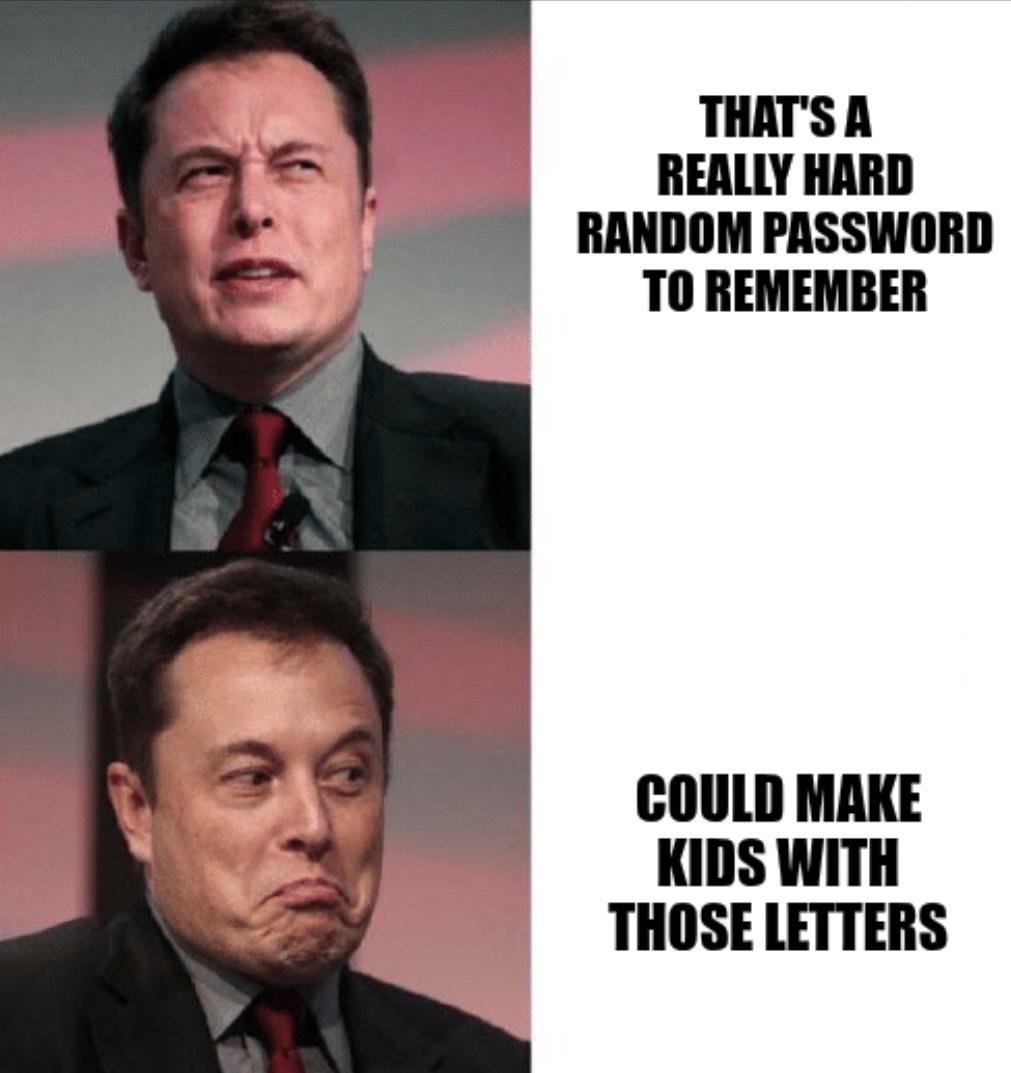 THAT'S A
REALLY HARD
RANDOM PASSWORD
TO REMEMBER
COULD MAKE
KIDS WITH
THOSE LETTERS